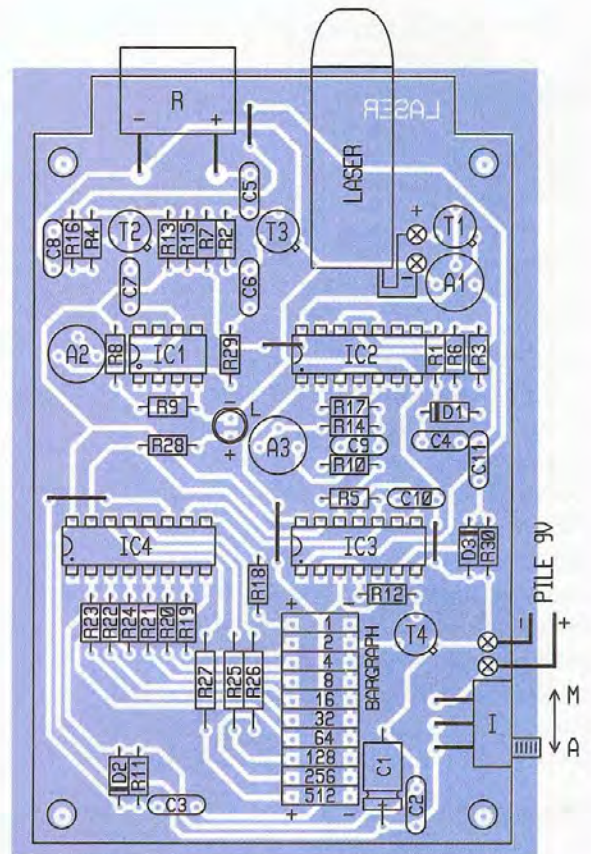 R
- +
LASER
LASER
C5
C8 R16 R4 T2 R13 R15 R7 R2 T3
+ T1
-
A1
C7 C6
A2 R8 IC1 R29 IC2 R1 R6 R3
R9 - L
+
R17
R14
C9
R10
D1
C4
C11
R28 A3
R5 C10
IC4 IC3 D3 R30
PILE 9V
- +
R18 R12
R23 R22 R24 R21 R20 R19
T4
R27 R25 R26
+ -
1
2
4
8
16
32
64
128
256
512
+ -
BARGRAPH
M
I
A
D2 R11
C3
C1
C2